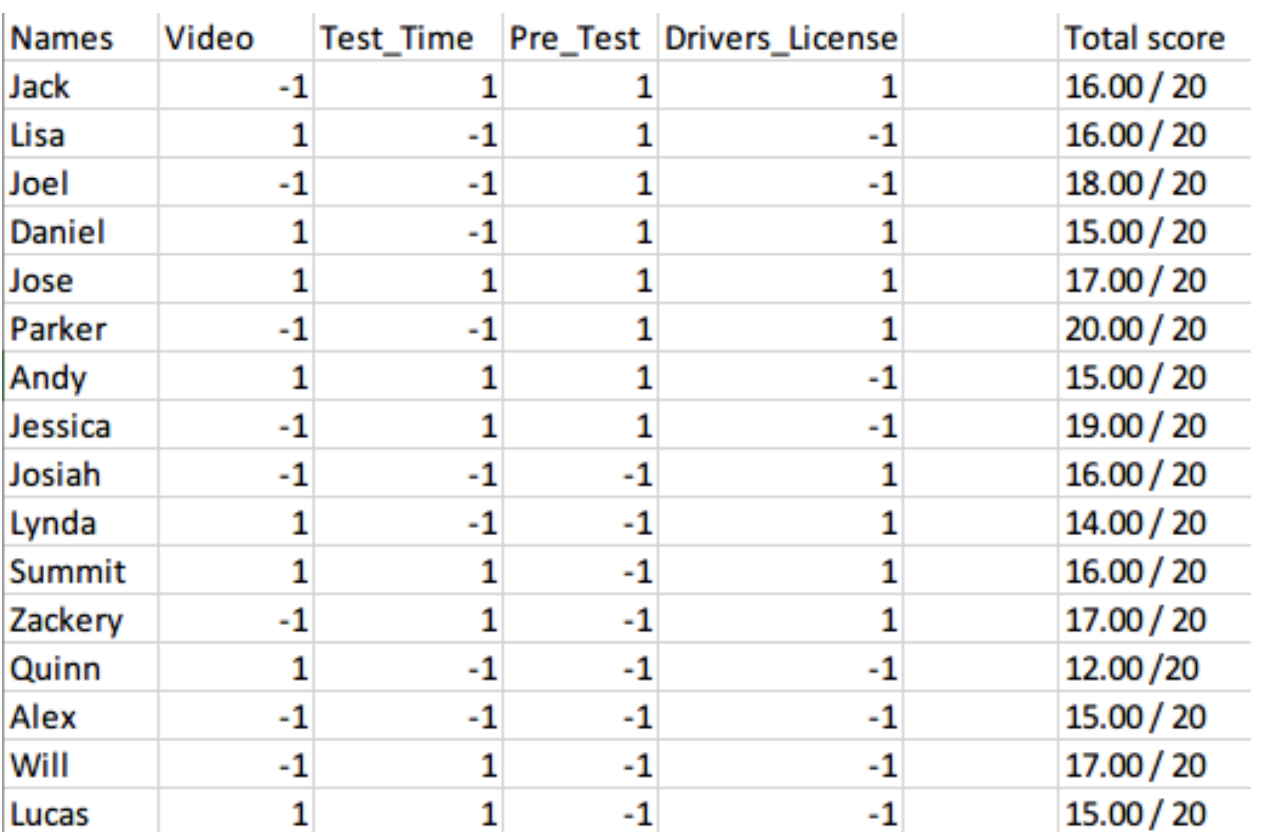 Names Video Test_Time Pre_Test Drivers_License Total score
Jack -1 1 1 1 16.00 / 20
Lisa 1 -1 1 -1 16.00 / 20
Joel -1 -1 1 -1 18.00 / 20
Daniel 1 -1 1 1 15.00 / 20
Jose 1 1 1 1 17.00 / 20
Parker -1 -1 1 1 20.00 / 20
Andy 1 1 1 -1 15.00 / 20
Jessica -1 1 1 -1 19.00 / 20
Josiah -1 -1 -1 1 16.00 / 20
Lynda 1 -1 -1 1 14.00 / 20
Summit 1 1 -1 1 16.00 / 20
Zackery -1 1 -1 1 17.00 / 20
Quinn 1 -1 -1 -1 12.00 /20
Alex -1 -1 -1 -1 15.00 / 20
Will -1 1 -1 -1 17.00 / 20
Lucas 1 1 -1 -1 15.00 / 20